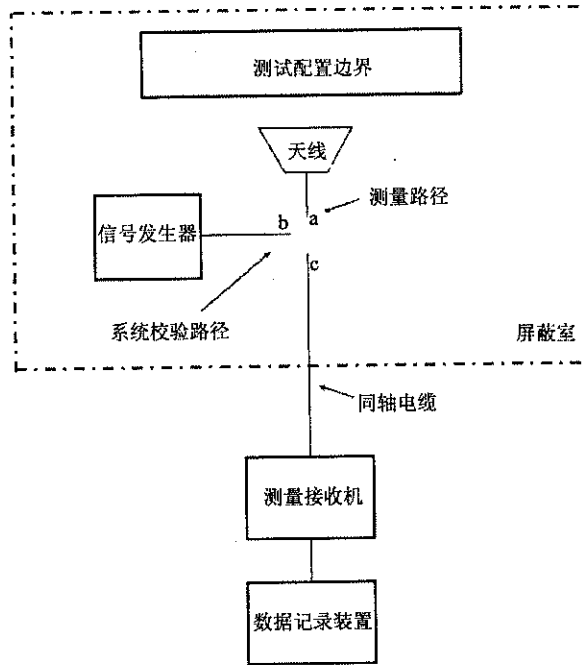 测试配置边界
天线
测量路径
a
b
信号发生器
c
系统校验路径
屏蔽室
同轴电缆
测量接收机
数据记录装置